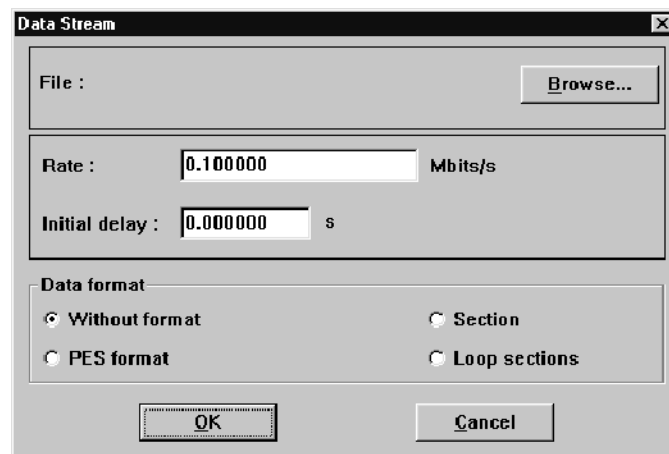 Data Stream
File :
Browse...
Rate : 0.100000 Mbits/s
Initial delay : 0.000000 s
Data format
Without format Section
PES format Loop sections
OK Cancel